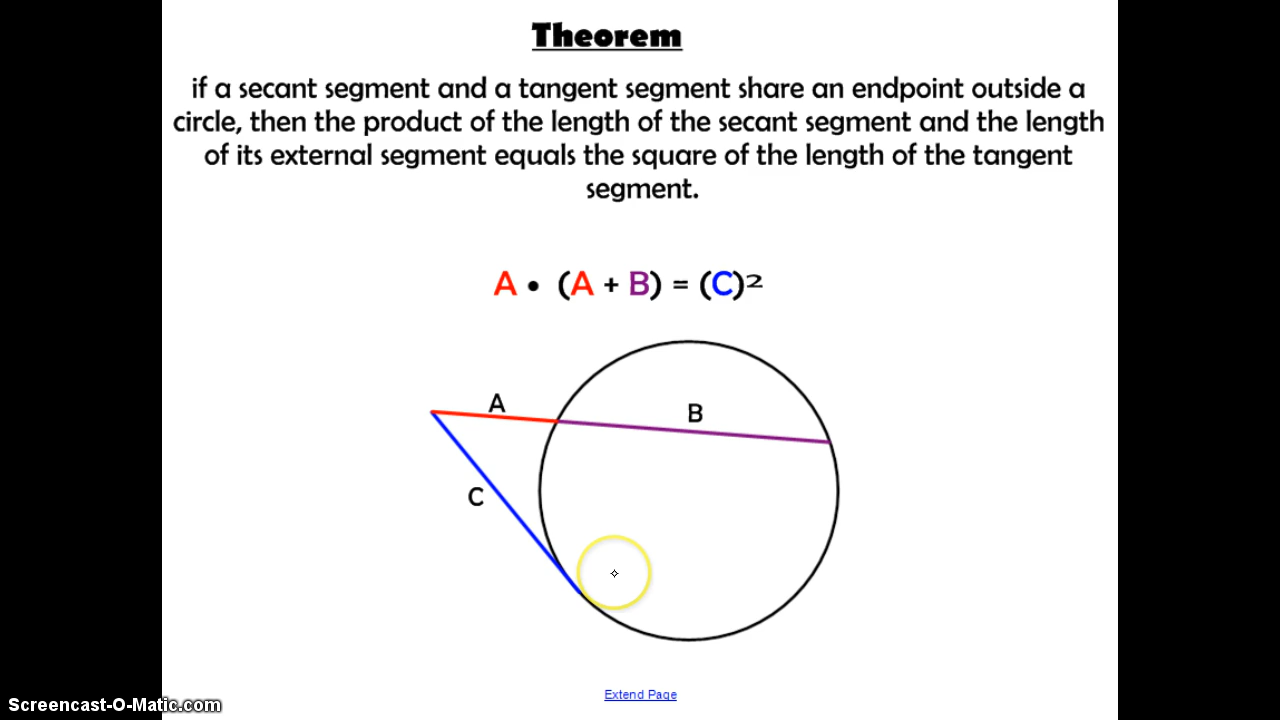 Theorem
if a secant segment and a tangent segment share an endpoint outside a
circle, then the product of the length of the secant segment and the length
of its external segment equals the square of the length of the tangent
segment.
A • (A + B) = (C)²
A
B
C
Extend Page
Screencast-O-Matic.com